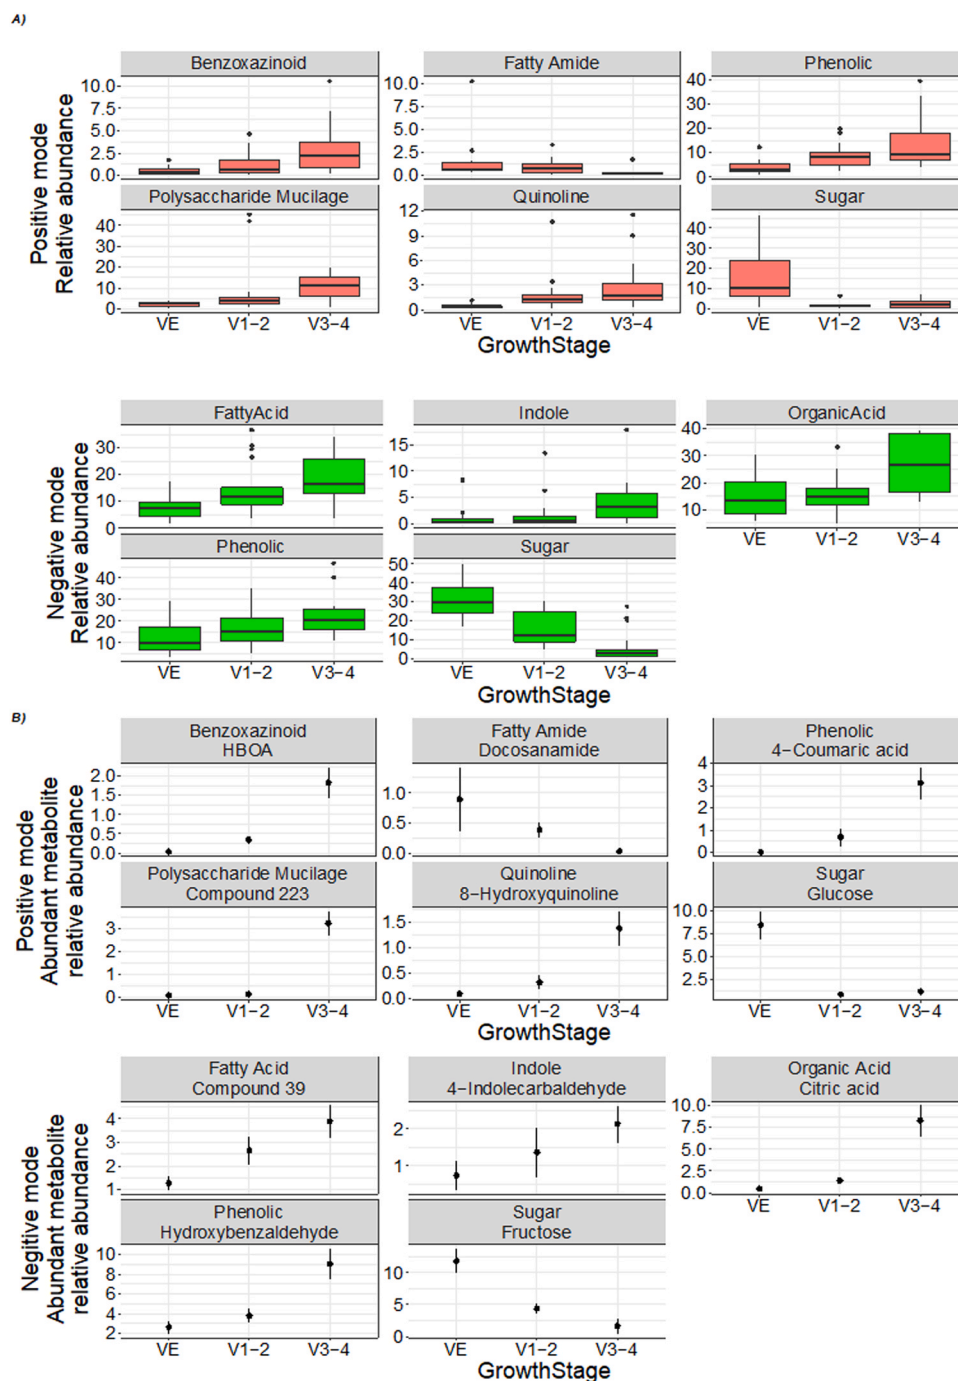 A)
Benzoxazinoid
Fatty Amide
Phenolic
10.0
7.5
5.0
2.5
0.0
10.0
7.5
5.0
2.5
0.0
40
30
20
10
0
Positive mode
Relative abundance
Polysaccharide Mucilage
Quinoline
Sugar
40
30
20
10
0
12
9
6
3
0
40
30
20
10
0
VE V1−2 V3−4
VE V1−2 V3−4
VE V1−2 V3−4
GrowthStage
FattyAcid
Indole
OrganicAcid
30
20
10
0
15
10
5
0
40
30
20
10
Negative mode
Relative abundance
VE V1−2 V3−4
Phenolic
Sugar
40
30
20
10
50
40
30
20
10
0
VE V1−2 V3−4
VE V1−2 V3−4
GrowthStage
B)
Benzoxazinoid
HBOA
Fatty Amide
Docosanamide
Phenolic
4−Coumaric acid
2.0
1.5
1.0
0.5
0.0
1.0
0.5
0.0
4
3
2
1
0
Positive mode
Abundant metabolite
relative abundance
Polysaccharide Mucilage
Compound 223
Quinoline
8−Hydroxyquinoline
Sugar
Glucose
3
2
1
0
1.5
1.0
0.5
0.0
10.0
7.5
5.0
2.5
VE V1−2 V3−4
VE V1−2 V3−4
VE V1−2 V3−4
GrowthStage
Fatty Acid
Compound 39
Indole
4−Indolecarbaldehyde
Organic Acid
Citric acid
4
3
2
1
2
1
10.0
7.5
5.0
2.5
0.0
Negitive mode
Abundant metabolite
relative abundance
VE V1−2 V3−4
Phenolic
Hydroxybenzaldehyde
Sugar
Fructose
10
8
6
4
2
10
5
0
VE V1−2 V3−4
VE V1−2 V3−4
GrowthStage